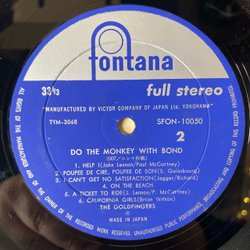 fontana
33⅓
full stereo
"MANUFACTURED BY VICTOR COMPANY OF JAPAN LTD. YOKOHAMA"
TYM-3068
SFON-10050
2
DO THE MONKEY WITH BOND
1. HELP ! (John Lennon/Paul McCartney)
2. POUPEE DE CIRE, POUPEE DE SON (S. Gainsbourg)
3. I CAN'T GET NO SATISFACTION (Jagger/Richard)
4. ON THE BEACH
5. A TICKET TO RIDE (J. Lennon/P. McCartney)
6. CALIFORNIA GIRLS (Brian Wilson)
THE GOLDFINGERS
MADE IN JAPAN
ALL RIGHTS OF THE MANUFACTURER AND OF THE OWNER OF THE RECORDED WORK RESERVED. UNAUTHORISED PUBLIC PERFORMANCE, BROADCASTING AND COPYING OF THIS RECORD PROHIBITED